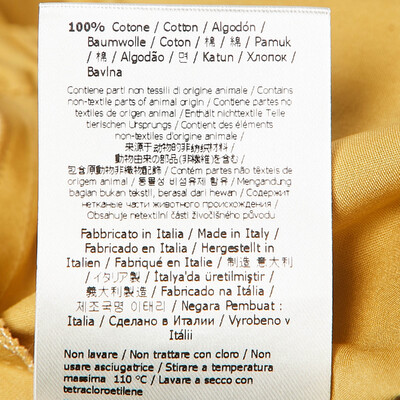 100% Cotone / Cotton / Algodón /
Baumwolle / Coton / 棉 / 綿 / Pamuk
/ 棉 / Algodão / 면 / Katun / Хлопок /
Bavlna
Contiene parti non tessili di origine animale / Contains
non-textile parts of animal origin / Contiene partes no
textiles de origen animal / Enthält nichttextile Teile
tierischen Ursprungs / Contient des éléments
non-textiles d'origine animale /
来源于动物的非纺织材料 /
動物由来の部品(非繊維)を含む /
包含原動物非織物配飾 / Contém partes não têxteis de
origem animal / 동물성 비섬유제 함유 / Mengandung
bagian bukan tekstil, berasal dari hewan / Содержит
нетканые части животного происхождения /
Obsahuje netextilní části živočišného původu
Fabbricato in Italia / Made in Italy /
Fabricado en Italia / Hergestellt in
Italien / Fabriqué en Italie / 制造 意大利
/ イタリア製 / İtalya'da üretilmiştir /
義大利製造 / Fabricado na Itália /
제조국명 이태리 / Negara Pembuat :
Italia / Сделано в Италии / Vyrobeno v
Itálii
Non lavare / Non trattare con cloro / Non
usare asciugatrice / Stirare a temperatura
massima 110 °C / Lavare a secco con
tetracloroetilene